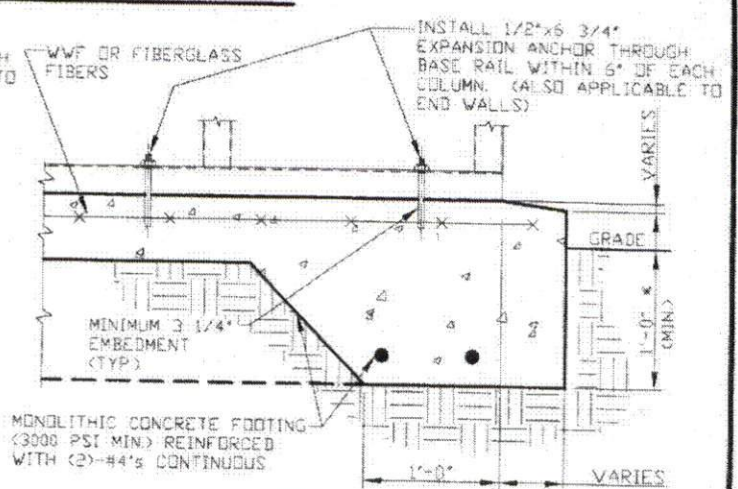 WWF OR FIBERGLASS
FIBERS
H
TO
INSTALL 1/2"x6 3/4"
EXPANSION ANCHOR THROUGH
BASE RAIL WITHIN 6" OF EACH
COLUMN. (ALSO APPLICABLE TO
END WALLS)
VARIES
GRADE
1'-0" *
(MIN.)
MINIMUM 3 1/4"
EMBEDMENT
(TYP)
MONOLITHIC CONCRETE FOOTING
(3000 PSI MIN.) REINFORCED
WITH (2)-#4's CONTINUOUS
1'-0"
VARIES